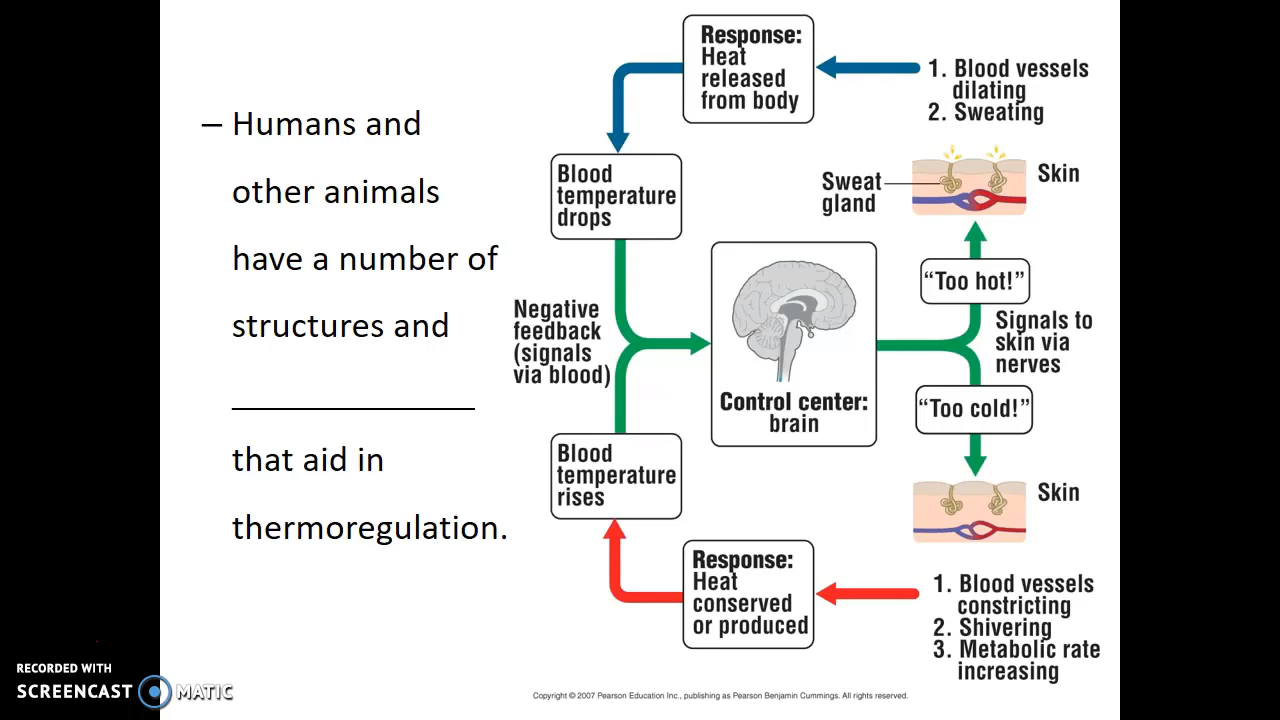 – Humans and
other animals
have a number of
structures and
__________________
that aid in
thermoregulation.
Response:
Heat
released
from body
1. Blood vessels
dilating
2. Sweating
Blood
temperature
drops
Sweat
gland
Skin
"Too hot!"
Negative
feedback
(signals
via blood)
Control center:
brain
Signals to
skin via
nerves
"Too cold!"
Blood
temperature
rises
Skin
Response:
Heat
conserved
or produced
1. Blood vessels
constricting
2. Shivering
3. Metabolic rate
increasing
Copyright © 2007 Pearson Education Inc., publishing as Pearson Benjamin Cummings. All rights reserved.
RECORDED WITH
SCREENCAST MATIC